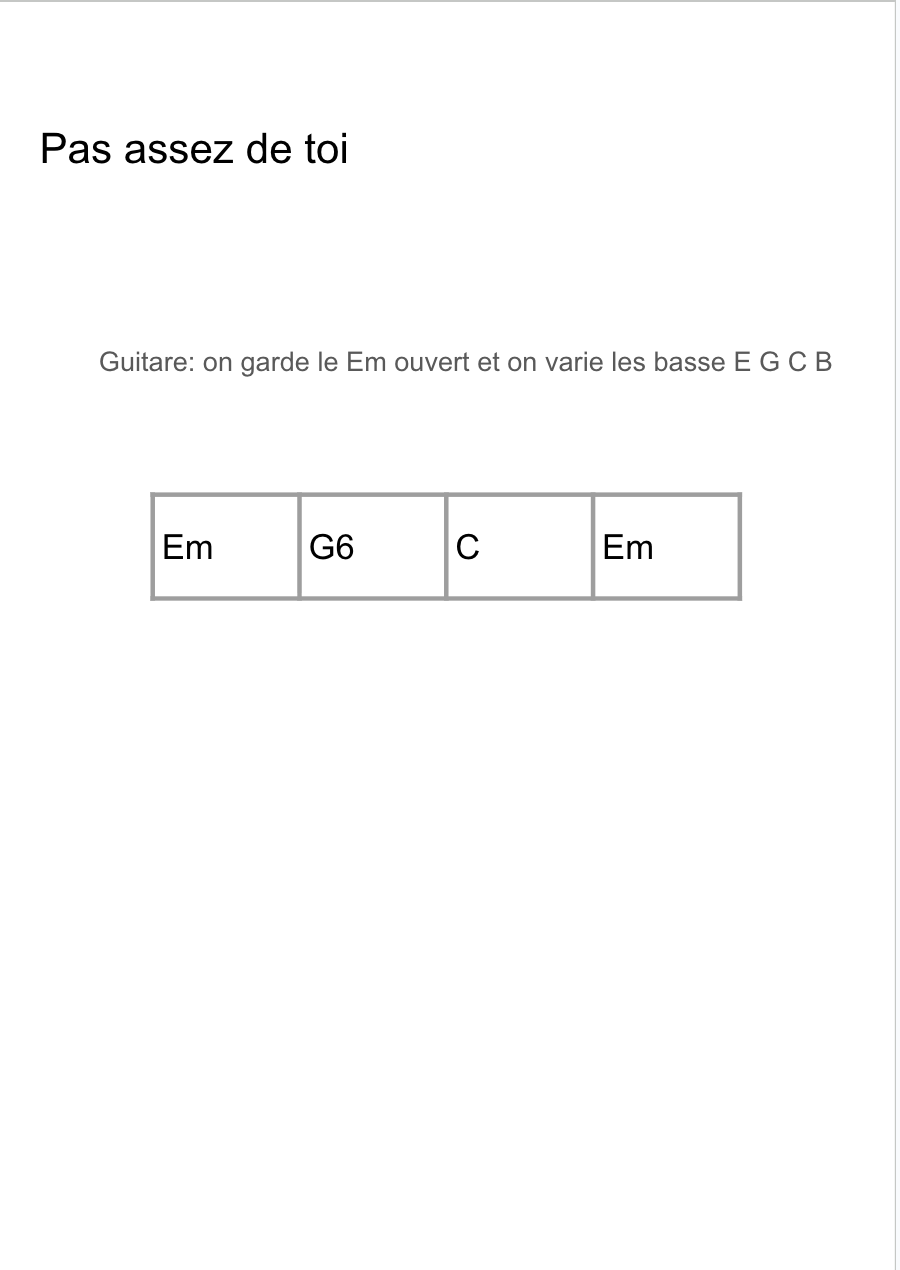 Pas assez de toi
Guitare: on garde le Em ouvert et on varie les basse E G C B
Em G6 C Em